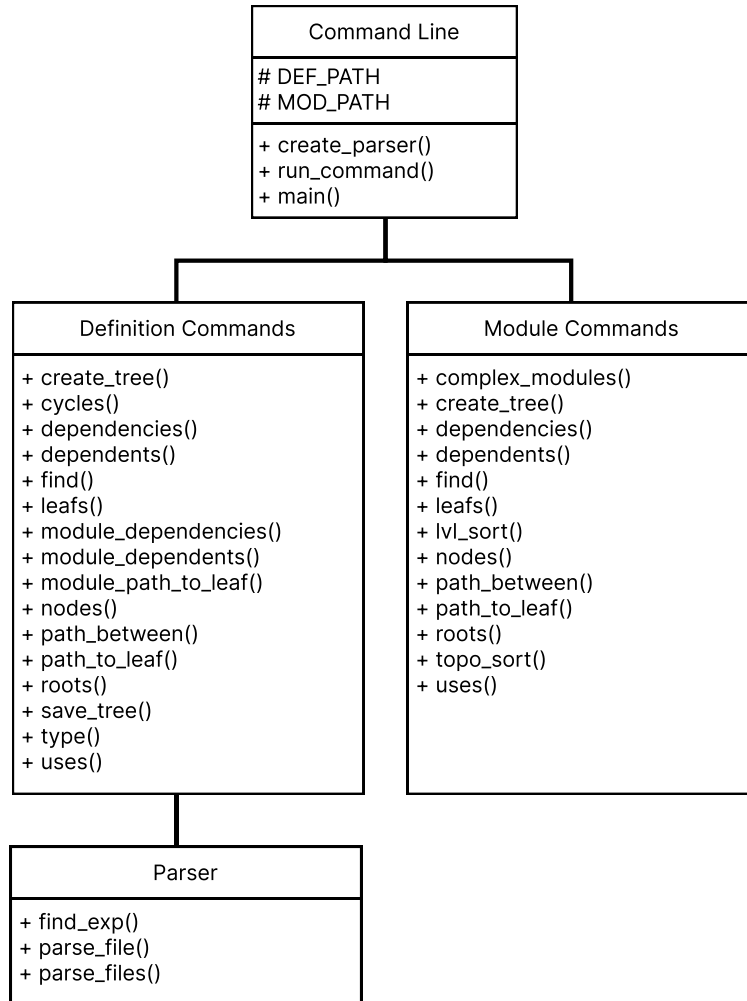 Command Line
# DEF_PATH
# MOD_PATH
+ create_parser()
+ run_command()
+ main()
Definition Commands
+ create_tree()
+ cycles()
+ dependencies()
+ dependents()
+ find()
+ leafs()
+ module_dependencies()
+ module_dependents()
+ module_path_to_leaf()
+ nodes()
+ path_between()
+ path_to_leaf()
+ roots()
+ save_tree()
+ type()
+ uses()
Module Commands
+ complex_modules()
+ create_tree()
+ dependencies()
+ dependents()
+ find()
+ leafs()
+ lvl_sort()
+ nodes()
+ path_between()
+ path_to_leaf()
+ roots()
+ topo_sort()
+ uses()
Parser
+ find_exp()
+ parse_file()
+ parse_files()